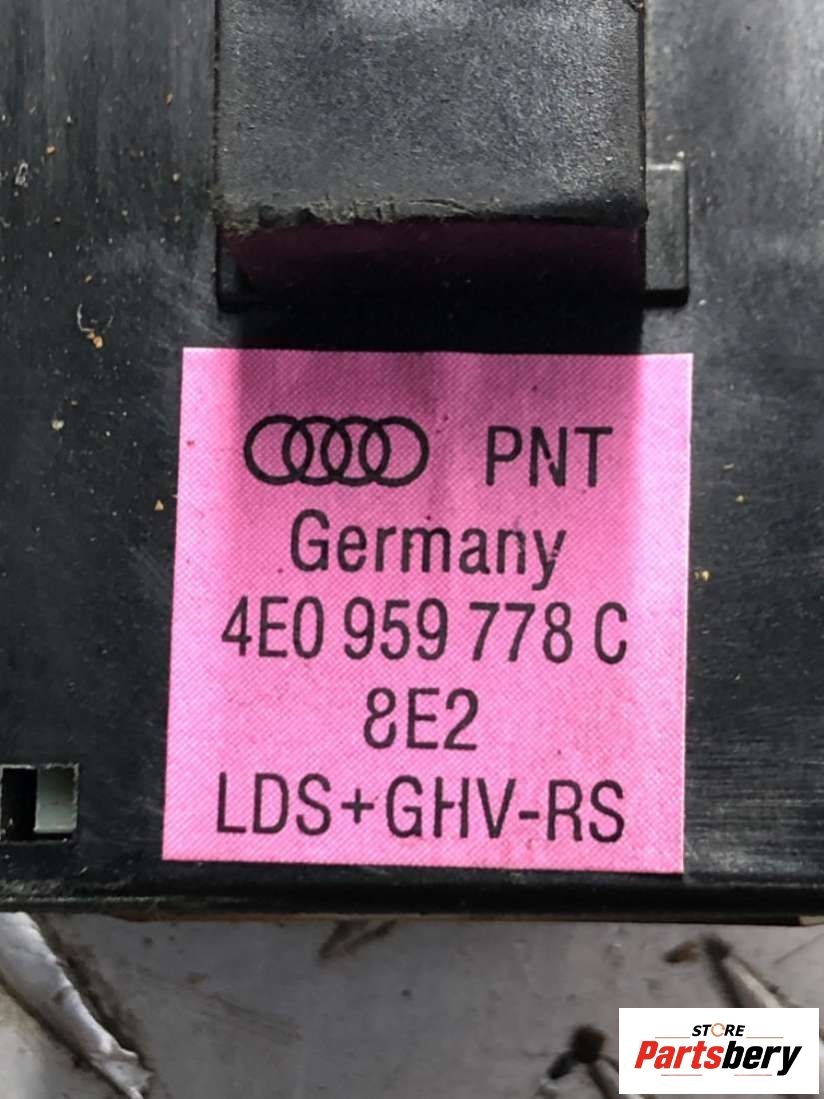 PNT
Germany
4E0 959 778 C
8E2
LDS+GHV-RS
STORE
Partsbery